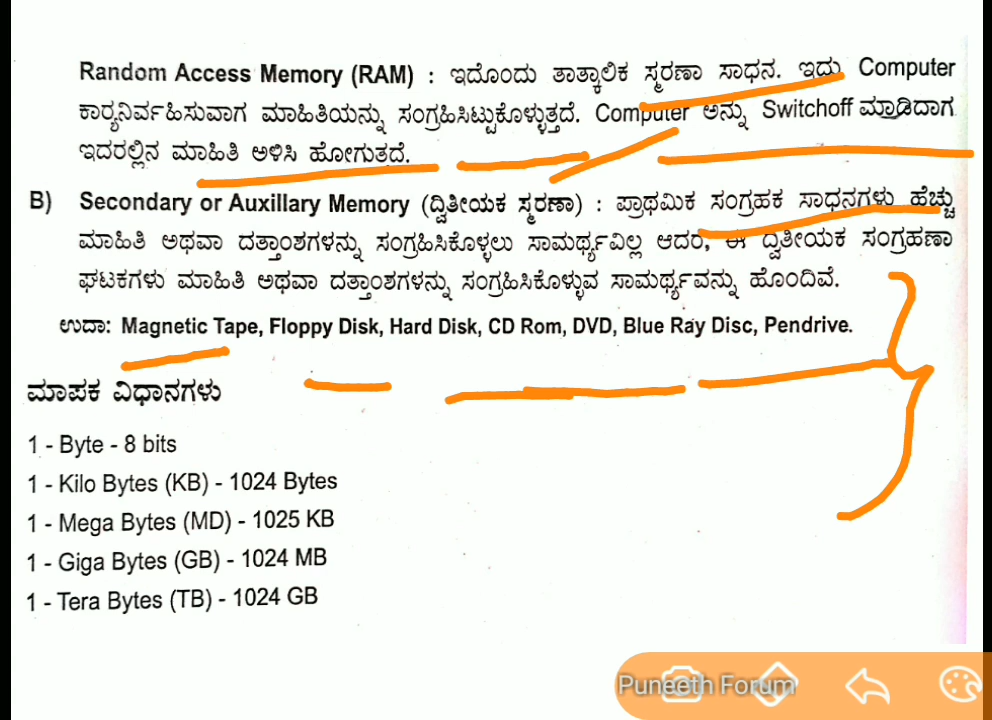 Random Access Memory (RAM) : ಇದೊಂದು ತಾತ್ಕಾಲಿಕ ಸ್ಮರಣಾ ಸಾಧನ. ಇದು Computer
ಕಾರ್‍ಯನಿರ್ವಹಿಸುವಾಗ ಮಾಹಿತಿಯನ್ನು ಸಂಗ್ರಹಿಸಿಟ್ಟುಕೊಳ್ಳುತ್ತದೆ. Computer ಅನ್ನು Switchoff ಮಾಡಿದಾಗ
ಇದರಲ್ಲಿನ ಮಾಹಿತಿ ಅಳಿಸಿ ಹೋಗುತ್ತದೆ.
B) Secondary or Auxillary Memory (ದ್ವಿತೀಯಕ ಸ್ಮರಣಾ) : ಪ್ರಾಥಮಿಕ ಸಂಗ್ರಹಕ ಸಾಧನಗಳು ಹೆಚ್ಚು
ಮಾಹಿತಿ ಅಥವಾ ದತ್ತಾಂಶಗಳನ್ನು ಸಂಗ್ರಹಿಸಿಕೊಳ್ಳಲು ಸಾಮರ್ಥ್ಯವಿಲ್ಲ ಆದರೆ, ಈ ದ್ವಿತೀಯಕ ಸಂಗ್ರಹಣಾ
ಘಟಕಗಳು ಮಾಹಿತಿ ಅಥವಾ ದತ್ತಾಂಶಗಳನ್ನು ಸಂಗ್ರಹಿಸಿಕೊಳ್ಳುವ ಸಾಮರ್ಥ್ಯವನ್ನು ಹೊಂದಿವೆ.
ಉದಾ: Magnetic Tape, Floppy Disk, Hard Disk, CD Rom, DVD, Blue Ray Disc, Pendrive.
ಮಾಪಕ ವಿಧಾನಗಳು
1 - Byte - 8 bits
1 - Kilo Bytes (KB) - 1024 Bytes
1 - Mega Bytes (MD) - 1025 KB
1 - Giga Bytes (GB) - 1024 MB
1 - Tera Bytes (TB) - 1024 GB
Puneeth Forum